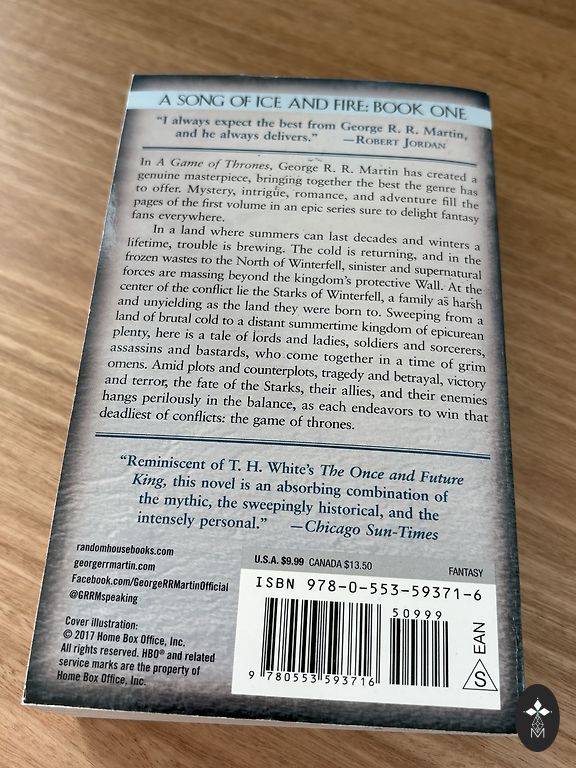 A SONG OF ICE AND FIRE: BOOK ONE
"I always expect the best from George R. R. Martin,
and he always delivers." —ROBERT JORDAN
In A Game of Thrones, George R. R. Martin has created a
genuine masterpiece, bringing together the best the genre has
to offer. Mystery, intrigue, romance, and adventure fill the
pages of the first volume in an epic series sure to delight fantasy
fans everywhere.
In a land where summers can last decades and winters a
lifetime, trouble is brewing. The cold is returning, and in the
frozen wastes to the North of Winterfell, sinister and supernatural
forces are massing beyond the kingdom's protective Wall. At the
center of the conflict lie the Starks of Winterfell, a family as harsh
and unyielding as the land they were born to. Sweeping from a
land of brutal cold to a distant summertime kingdom of epicurean
plenty, here is a tale of lords and ladies, soldiers and sorcerers,
assassins and bastards, who come together in a time of grim
omens. Amid plots and counterplots, tragedy and betrayal, victory
and terror, the fate of the Starks, their allies, and their enemies
hangs perilously in the balance, as each endeavors to win that
deadliest of conflicts: the game of thrones.
"Reminiscent of T. H. White's The Once and Future
King, this novel is an absorbing combination of
the mythic, the sweepingly historical, and the
intensely personal." —Chicago Sun-Times
randomhousebooks.com
georgerrmartin.com
Facebook.com/GeorgeRRMartinOfficial
@GRRMspeaking
Cover illustration:
© 2017 Home Box Office, Inc.
All rights reserved. HBO® and related
service marks are the property of
Home Box Office, Inc.
U.S.A. $9.99 CANADA $13.50
FANTASY
ISBN 978-0-553-59371-6
50999
9 780553 593716
S
EAN
M